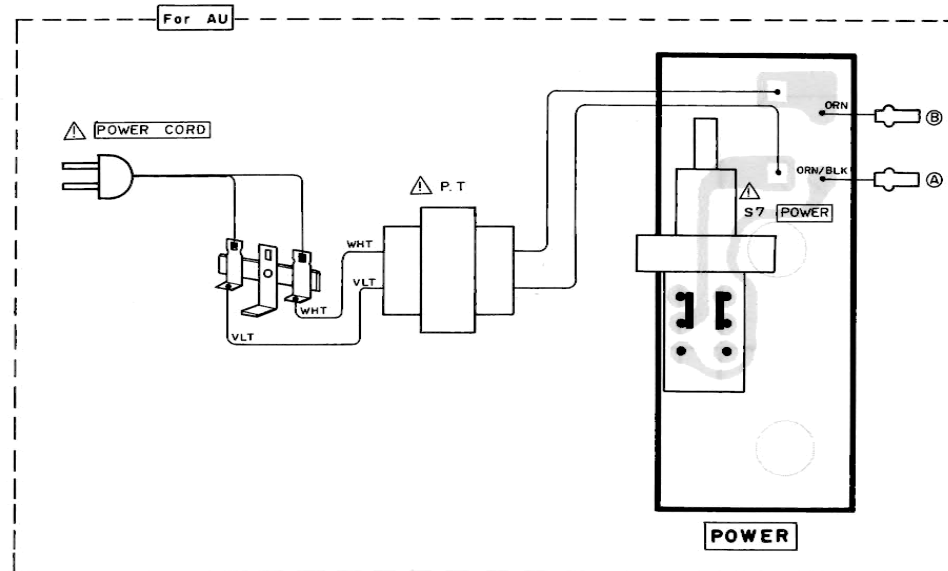 For AU
POWER CORD
P.T
WHT
VLT
WHT
VLT
ORN
B
ORN/BLK
A
S7 POWER
POWER